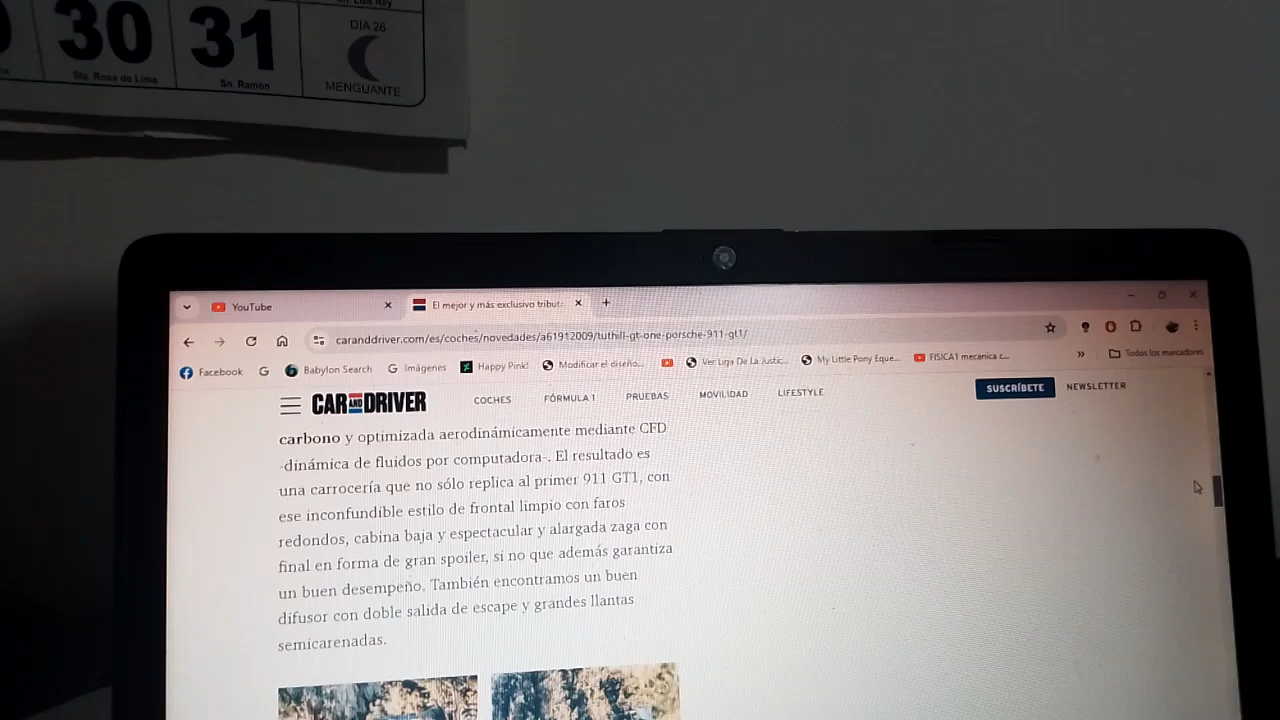 Sn. Luis Rey
30 31
DIA 26
Sta. Rosa de Lima
Sn. Ramón
MENGUANTE
YouTube
El mejor y más exclusivo tribut
caranddriver.com/es/coches/novedades/a61912009/tuthill-gt-one-porsche-911-gt1/
Facebook
G
Babylon Search
Imágenes
Happy Pink!
Modificar el diseño...
Ver Liga De La Justic...
My Little Pony Eque...
FISICA1 mecanica c...
»
Todos los marcadores
CAR AND DRIVER
COCHES
FÓRMULA 1
PRUEBAS
MOVILIDAD
LIFESTYLE
SUSCRÍBETE
NEWSLETTER
carbono y optimizada aerodinámicamente mediante CFD
-dinámica de fluidos por computadora-. El resultado es
una carrocería que no sólo replica al primer 911 GT1, con
ese inconfundible estilo de frontal limpio con faros
redondos, cabina baja y espectacular y alargada zaga con
final en forma de gran spoiler, si no que además garantiza
un buen desempeño. También encontramos un buen
difusor con doble salida de escape y grandes llantas
semicarenadas.